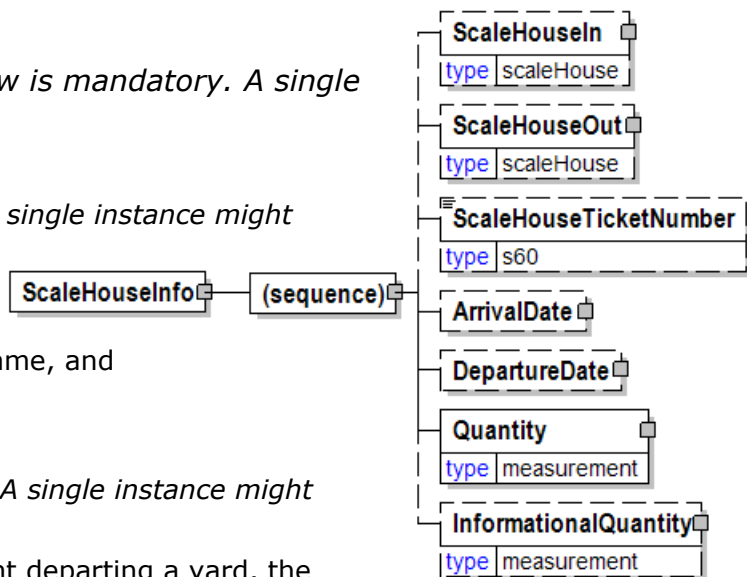 w is mandatory. A single
single instance might
ame, and
A single instance might
nt departing a yard, the
ScaleHouseInfo
(sequence)
ScaleHouseIn
type scaleHouse
ScaleHouseOut
type scaleHouse
ScaleHouseTicketNumber
type s60
ArrivalDate
DepartureDate
Quantity
type measurement
InformationalQuantity
type measurement